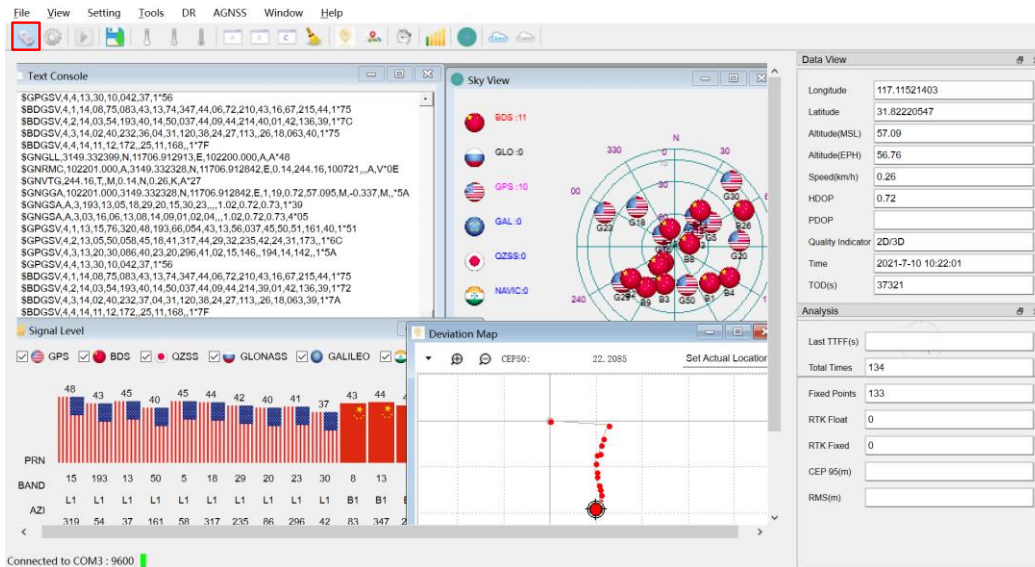 File View Setting Tools DR AGNSS Window Help
Text Console
$GPGSV,4,4,13,30,10,042,37,1*56
$BDGSV,4,1,14,08,75,083,43,13,74,347,44,06,72,210,43,16,67,215,44,1*75
$BDGSV,4,2,14,03,54,193,40,14,50,037,44,09,44,214,40,01,42,136,39,1*7C
$BDGSV,4,3,14,02,40,232,36,04,31,120,38,24,27,113,,26,18,063,40,1*75
$BDGSV,4,4,14,11,12,172,,25,11,168,,1*7F
$GNGLL,3149.332399,N,11706.912913,E,102200.000,A,A*48
$GNRMC,102201.000,A,3149.332328,N,11706.912842,E,0.14,244.16,100721,,,A,V*0E
$GNVTG,244.16,T,,M,0.14,N,0.26,K,A*27
$GNGGA,102201.000,3149.332328,N,11706.912842,E,1,19,0.72,57.095,M,-0.337,M,,*5A
$GNGSA,A,3,193,13,05,18,29,20,15,30,23,,,,1.02,0.72,0.73,1*39
$GNGSA,A,3,03,16,06,13,08,14,09,01,02,04,,,1.02,0.72,0.73,4*05
$GPGSV,4,1,13,15,76,320,48,193,66,054,43,13,56,037,45,50,51,161,40,1*51
$GPGSV,4,2,13,05,50,058,45,18,41,317,44,29,32,235,42,24,31,173,,1*6C
$GPGSV,4,3,13,20,30,086,40,23,20,296,41,02,15,146,,194,14,142,,1*5A
$GPGSV,4,4,13,30,10,042,37,1*56
$BDGSV,4,1,14,08,75,083,43,13,74,347,44,06,72,210,43,16,67,215,44,1*75
$BDGSV,4,2,14,03,54,193,40,14,50,037,44,09,44,214,39,01,42,136,39,1*72
$BDGSV,4,3,14,02,40,232,37,04,31,120,38,24,27,113,,26,18,063,39,1*7A
$BDGSV,4,4,14,11,12,172,,25,11,168,,1*7F
Sky View
BDS :11
GLO :0
GPS :10
GAL :0
QZSS:0
NAVIC:0
N
330 0 30
00 30
240
G30
G23 G18 G5 B26
B8 G20
G29 B9 B3 G50 B1 B4
Signal Level
GPS BDS QZSS GLONASS GALILEO
48 43 45 40 45 44 42 40 41 37 43 44
PRN 15 193 13 50 5 18 29 20 23 30 8 13
BAND L1 L1 L1 L1 L1 L1 L1 L1 L1 L1 B1 B1
AZI 319 54 37 161 58 317 235 86 296 42 83 347
Deviation Map
CEP50: 22.2085 Set Actual Location
Data View
Longitude 117.11521403
Latitude 31.82220547
Altitude(MSL) 57.09
Altitude(EPH) 56.76
Speed(km/h) 0.26
HDOP 0.72
PDOP
Quality Indicator 2D/3D
Time 2021-7-10 10:22:01
TOD(s) 37321
Analysis
Last TTFF(s)
Total Times 134
Fixed Points 133
RTK Float 0
RTK Fixed 0
CEP 95(m)
RMS(m)
Connected to COM3 : 9600